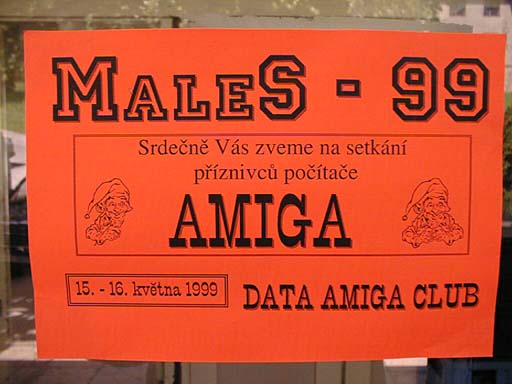 MALES - 99
Srdečně Vás zveme na setkání
příznivců počítače
AMIGA
15. - 16. května 1999
DATA AMIGA CLUB